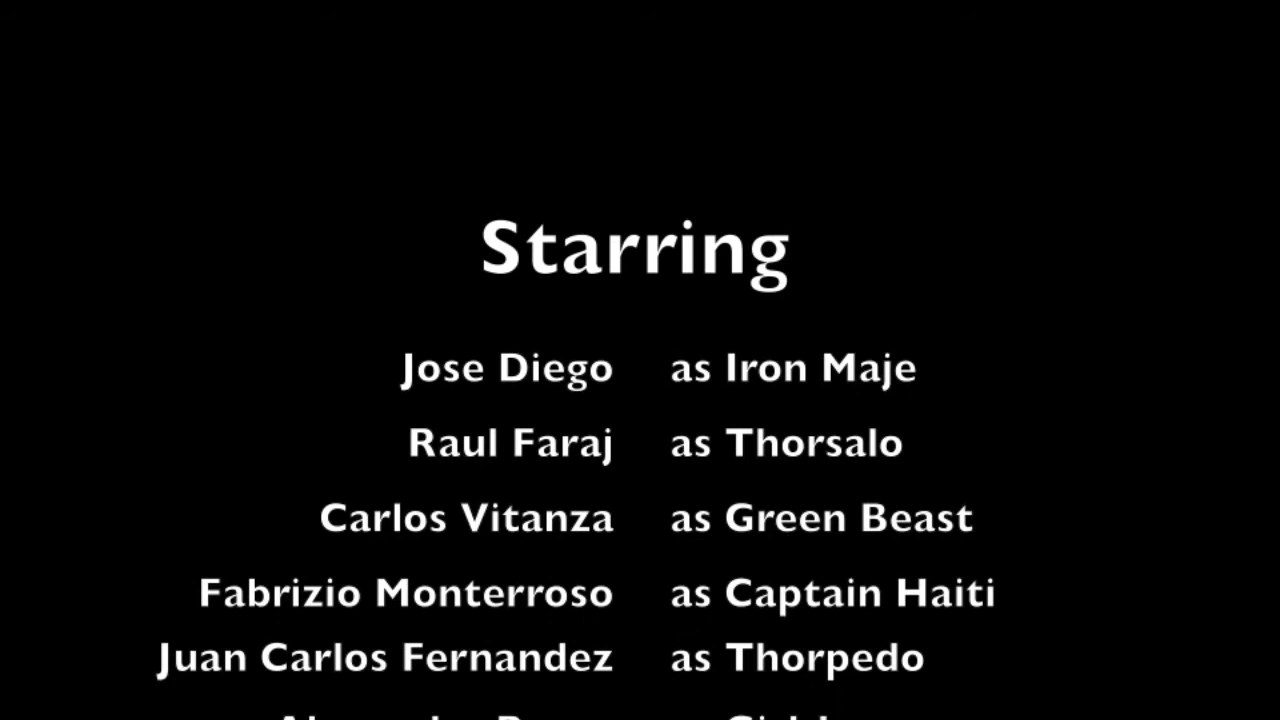 Starring
Jose Diego as Iron Maje
Raul Faraj as Thorsalo
Carlos Vitanza as Green Beast
Fabrizio Monterroso as Captain Haiti
Juan Carlos Fernandez as Thorpedo